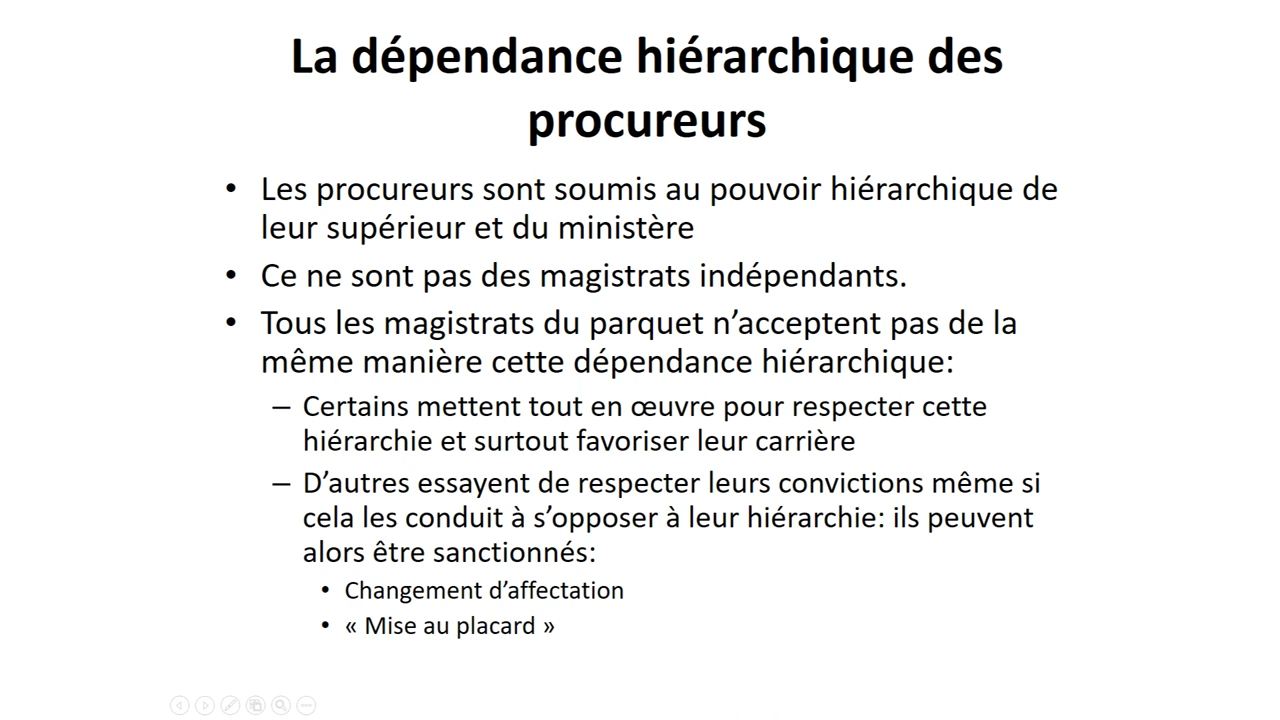 La dépendance hiérarchique des
procureurs
• Les procureurs sont soumis au pouvoir hiérarchique de
leur supérieur et du ministère
• Ce ne sont pas des magistrats indépendants.
• Tous les magistrats du parquet n’acceptent pas de la
même manière cette dépendance hiérarchique:
– Certains mettent tout en œuvre pour respecter cette
hiérarchie et surtout favoriser leur carrière
– D’autres essayent de respecter leurs convictions même si
cela les conduit à s’opposer à leur hiérarchie: ils peuvent
alors être sanctionnés:
• Changement d’affectation
• « Mise au placard »